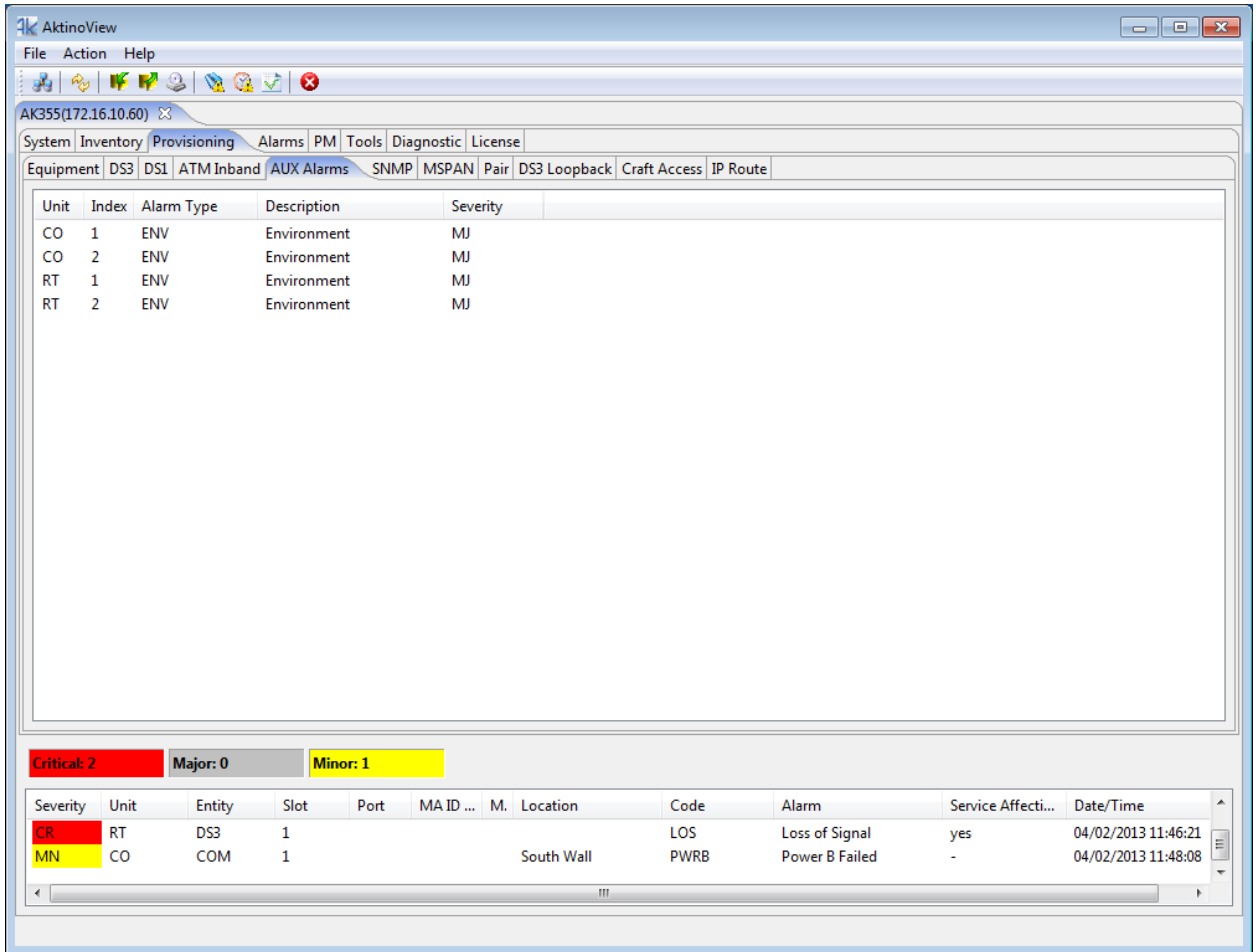 AktinoView
File Action Help
AK355(172.16.10.60)
System Inventory Provisioning Alarms PM Tools Diagnostic License
Equipment DS3 DS1 ATM Inband AUX Alarms SNMP MSPAN Pair DS3 Loopback Craft Access IP Route
Unit Index Alarm Type Description Severity
CO 1 ENV Environment MJ
CO 2 ENV Environment MJ
RT 1 ENV Environment MJ
RT 2 ENV Environment MJ
Critical: 2 Major: 0 Minor: 1
Severity Unit Entity Slot Port MA ID ... M. Location Code Alarm Service Affecti... Date/Time
CR RT DS3 1 LOS Loss of Signal yes 04/02/2013 11:46:21
MN CO COM 1 South Wall PWRB Power B Failed - 04/02/2013 11:48:08